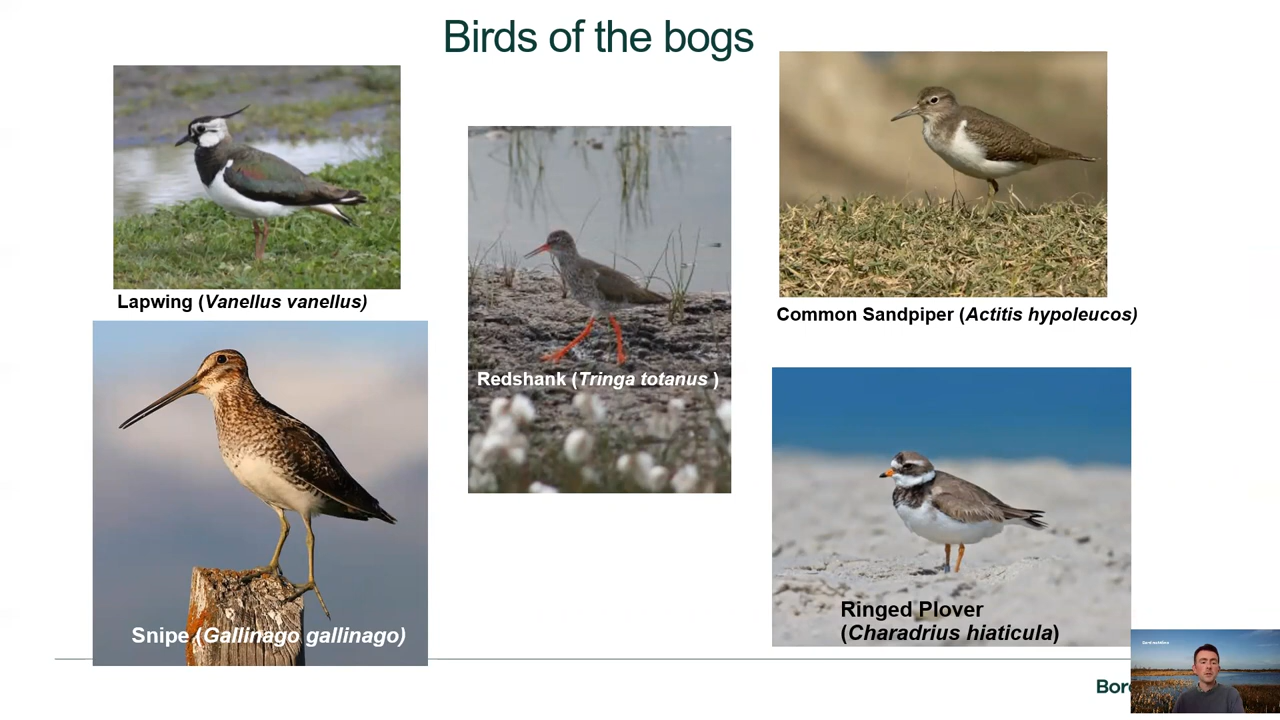 Birds of the bogs
Lapwing (Vanellus vanellus)
Redshank (Tringa totanus )
Common Sandpiper (Actitis hypoleucos)
Snipe (Gallinago gallinago)
Ringed Plover
(Charadrius hiaticula)